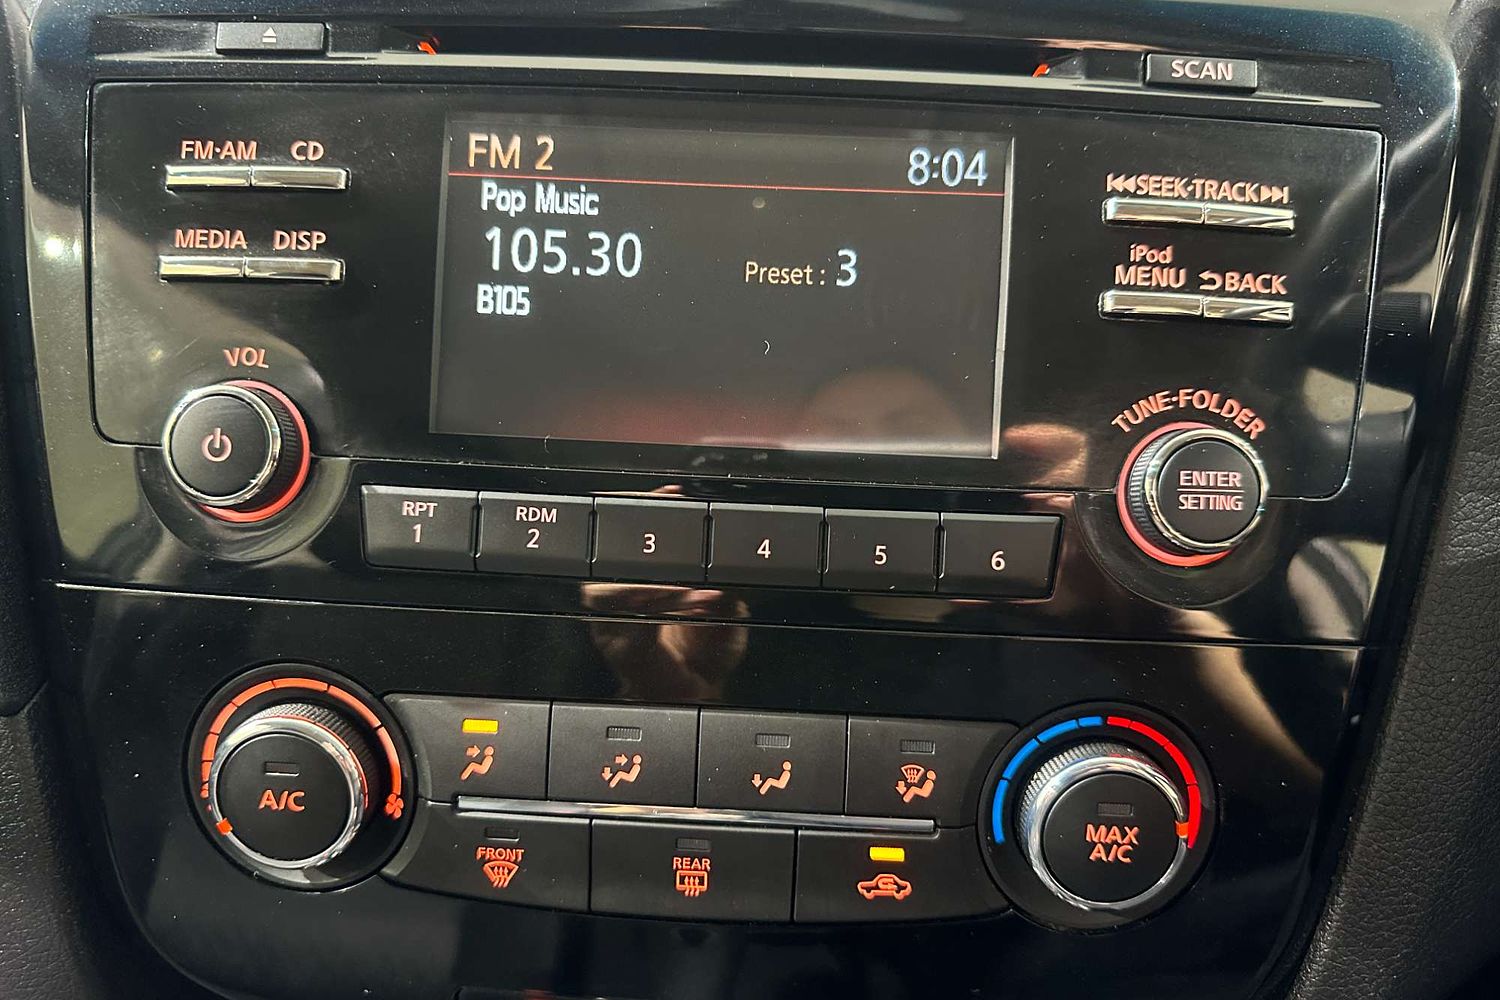 SCAN
FM·AM CD
MEDIA DISP
VOL
FM 2 8:04
Pop Music
105.30
Preset : 3
B105
SEEK·TRACK
iPod
MENU BACK
TUNE·FOLDER
ENTER
SETTING
RPT
1
RDM
2
3
4
5
6
A/C
FRONT
REAR
MAX
A/C